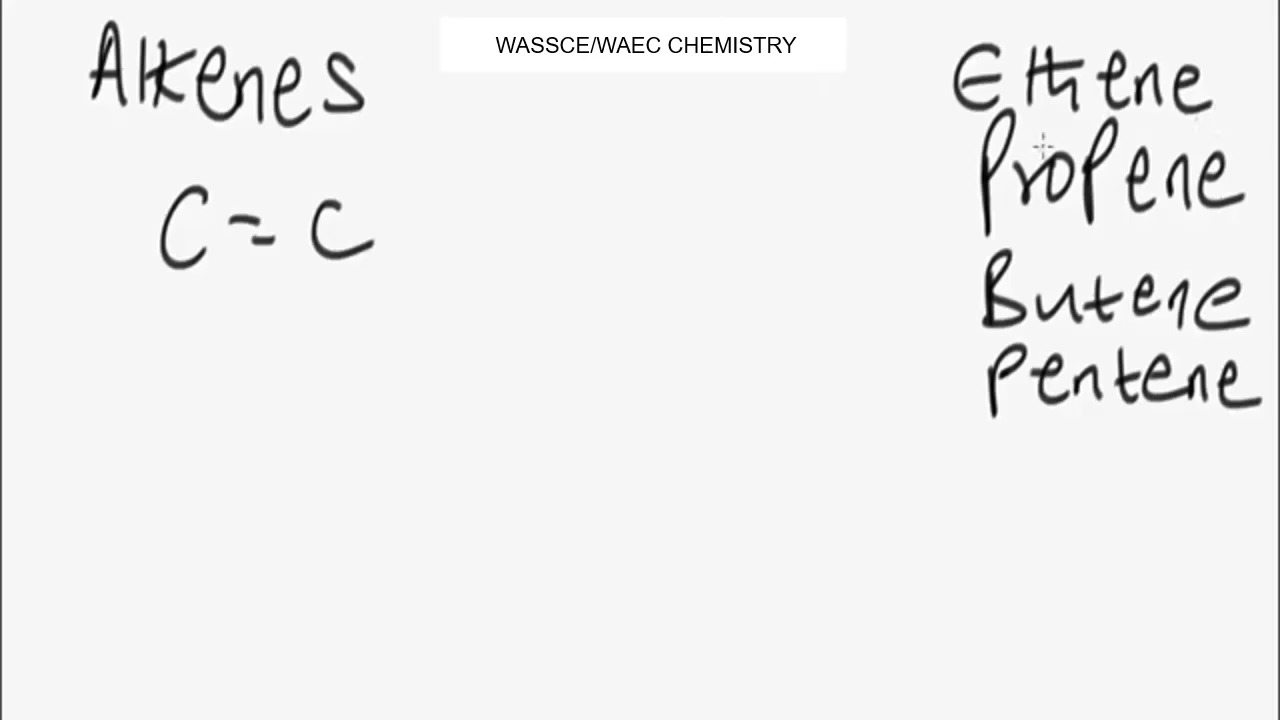 WASSCE/WAEC CHEMISTRY
Alkenes
C = C
Ethene
Propene
Butene
Pentene